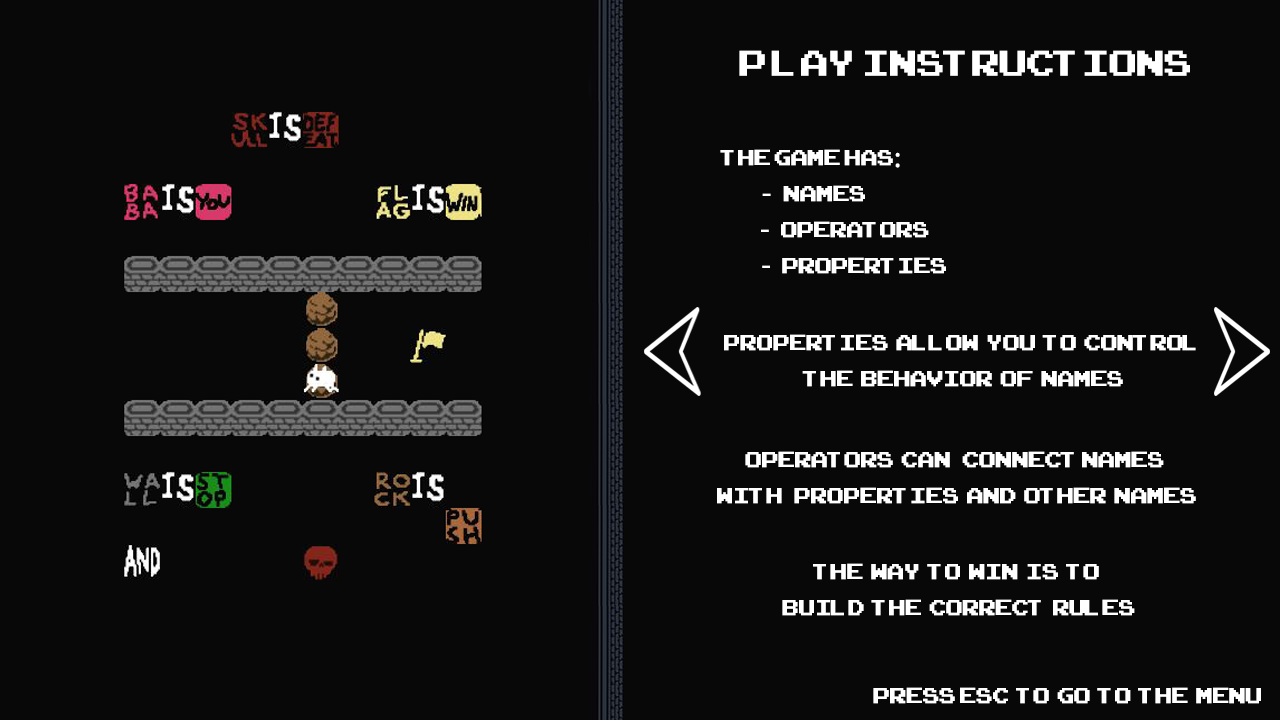 PLAY INSTRUCTIONS
SKULL IS DEFEAT
BABA IS YOU
FLAG IS WIN
WALL IS STOP
ROCK IS
PUSH
AND
THE GAME HAS:
- NAMES
- OPERATORS
- PROPERTIES
PROPERTIES ALLOW YOU TO CONTROL
THE BEHAVIOR OF NAMES
OPERATORS CAN CONNECT NAMES
WITH PROPERTIES AND OTHER NAMES
THE WAY TO WIN IS TO
BUILD THE CORRECT RULES
PRESS ESC TO GO TO THE MENU